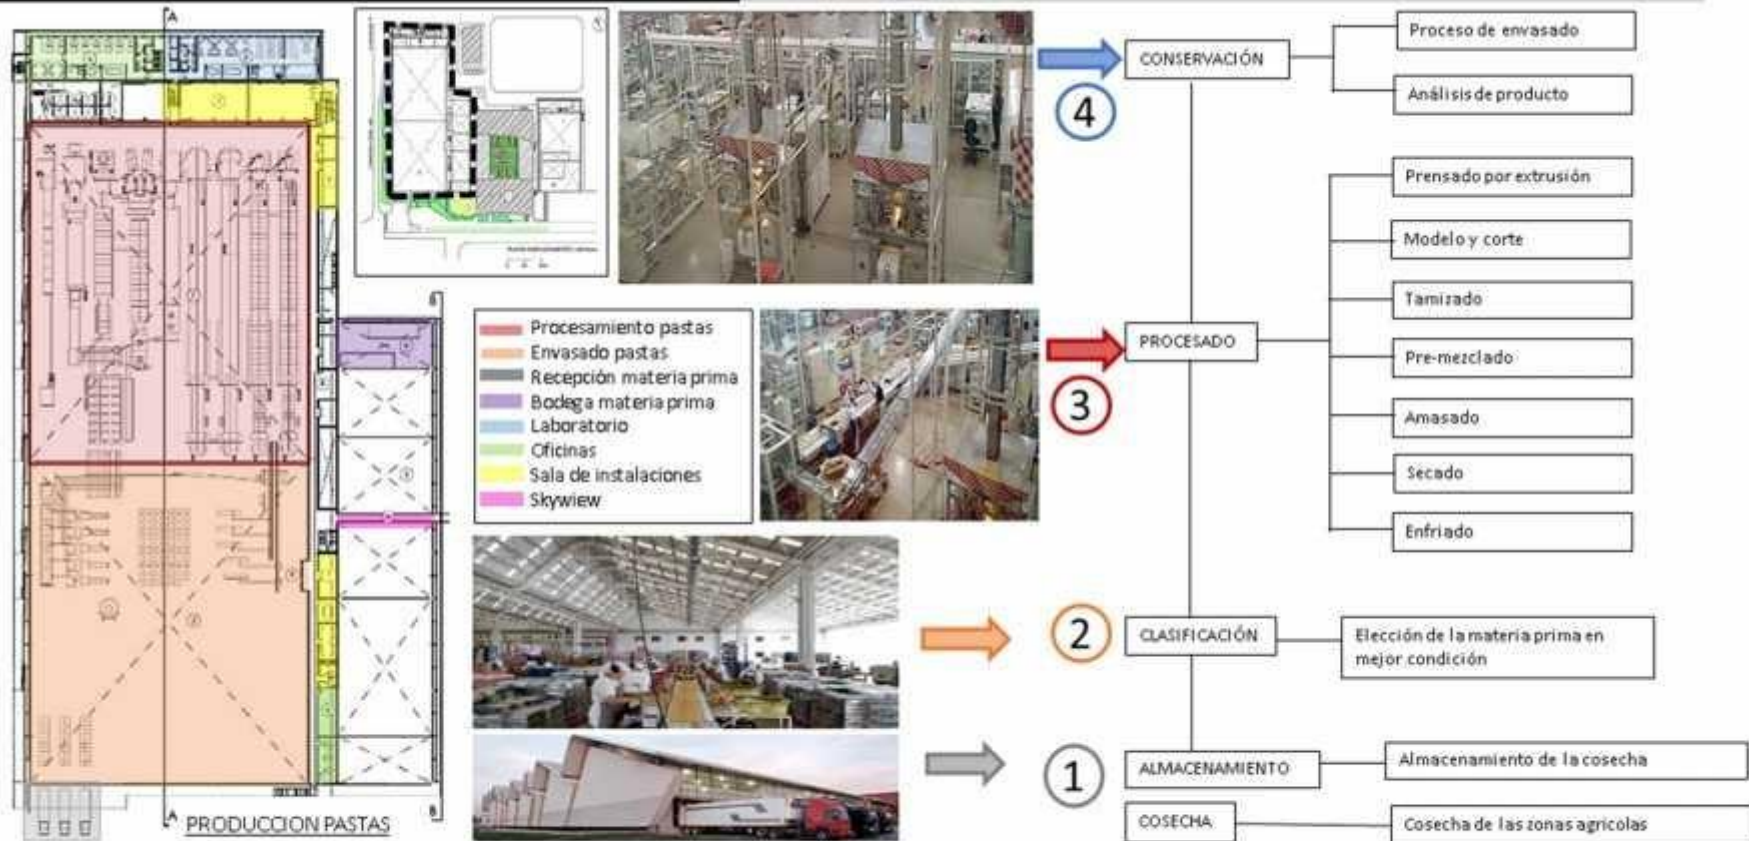 A
A
B
B
PRODUCCION PASTAS
Procesamiento pastas
Envasado pastas
Recepción materia prima
Bodega materia prima
Laboratorio
Oficinas
Sala de instalaciones
Skywiew
4
CONSERVACIÓN
Proceso de envasado
Análisis de producto
3
PROCESADO
Prensado por extrusión
Modelo y corte
Tamizado
Pre-mezclado
Amasado
Secado
Enfriado
2
CLASIFICACIÓN
Elección de la materia prima en
mejor condición
1
ALMACENAMIENTO
Almacenamiento de la cosecha
COSECHA
Cosecha de las zonas agricolas